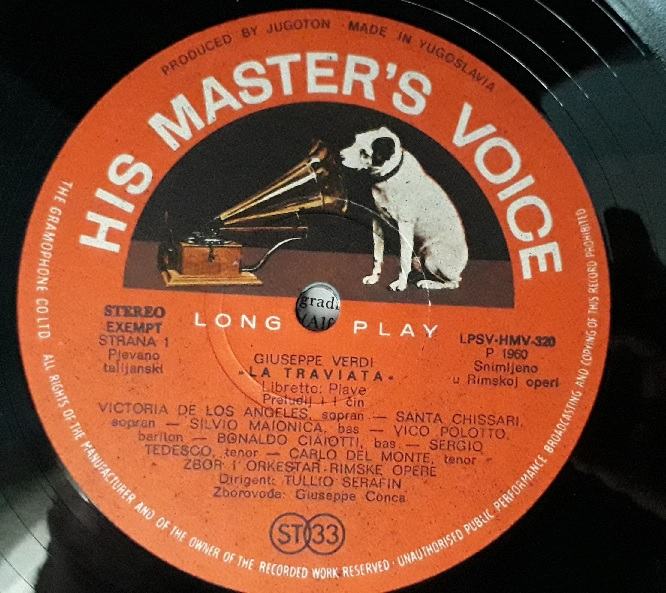 PRODUCED BY JUGOTON · MADE IN YUGOSLAVIA
HIS MASTER'S VOICE
THE GRAMOPHONE CO LTD. ALL RIGHTS OF THE MANUFACTURER AND OF THE OWNER OF THE RECORDED WORK RESERVED · UNAUTHORISED PUBLIC PERFORMANCE BROADCASTING AND COPYING OF THIS RECORD PROHIBITED
gradi
(Alf
LONG PLAY
STEREO
EXEMPT
STRANA 1
Pjevano
talijanski
LPSV-HMV-320
P 1960
Snimljeno
u Rimskoj operi
GIUSEPPE VERDI
»LA TRAVIATA«
Libretto: Piave
Preludij i I čin
VICTORIA DE LOS ANGELES, sopran — SANTA CHISSARI,
sopran — SILVIO MAIONICA, bas — VICO POLOTTO,
bariton — BONALDO CIAIOTTI, bas — SERGIO
TEDESCO, tenor — CARLO DEL MONTE, tenor —
ZBOR I ORKESTAR RIMSKE OPERE
Dirigent: TULLIO SERAFIN
Zborovođa: Giuseppe Conca
ST 33